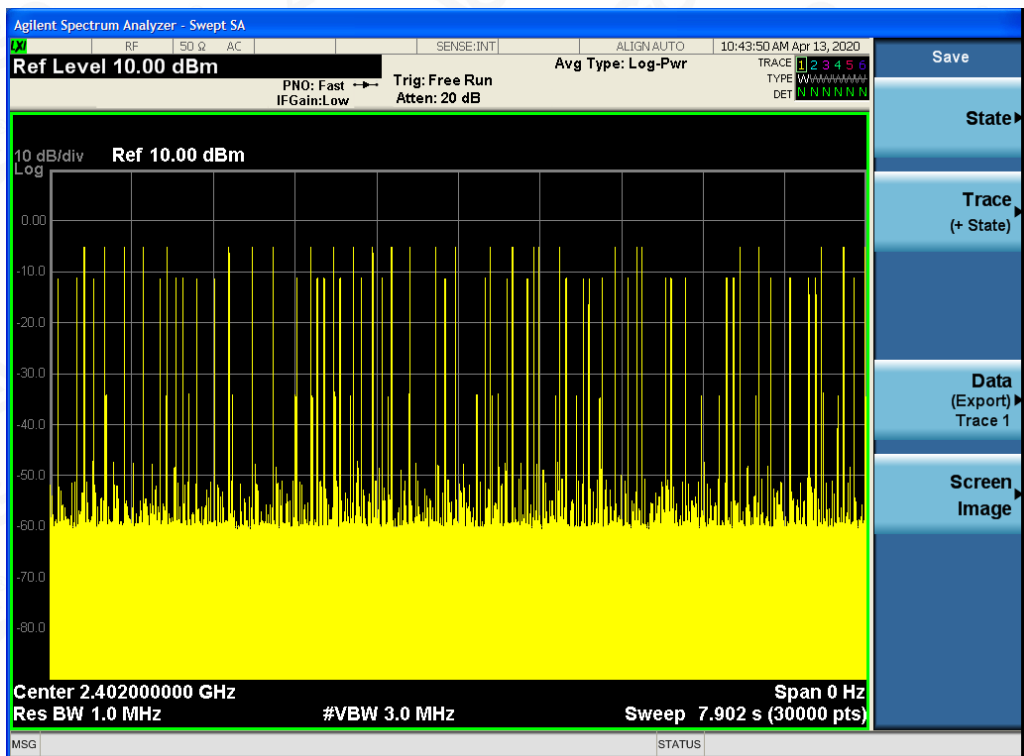 Agilent Spectrum Analyzer - Swept SA
LXI RF 50 Ω AC SENSE:INT ALIGN AUTO 10:43:50 AM Apr 13, 2020
Ref Level 10.00 dBm
PNO: Fast
IFGain:Low
Trig: Free Run
Atten: 20 dB
Avg Type: Log-Pwr
TRACE 1 2 3 4 5 6
TYPE
DET N N N N N N
10 dB/div Ref 10.00 dBm
Log
0.00
-10.0
-20.0
-30.0
-40.0
-50.0
-60.0
-70.0
-80.0
Center 2.402000000 GHz Span 0 Hz
Res BW 1.0 MHz #VBW 3.0 MHz Sweep 7.902 s (30000 pts)
MSG STATUS
Save
State
Trace
(+ State)
Data
(Export)
Trace 1
Screen
Image